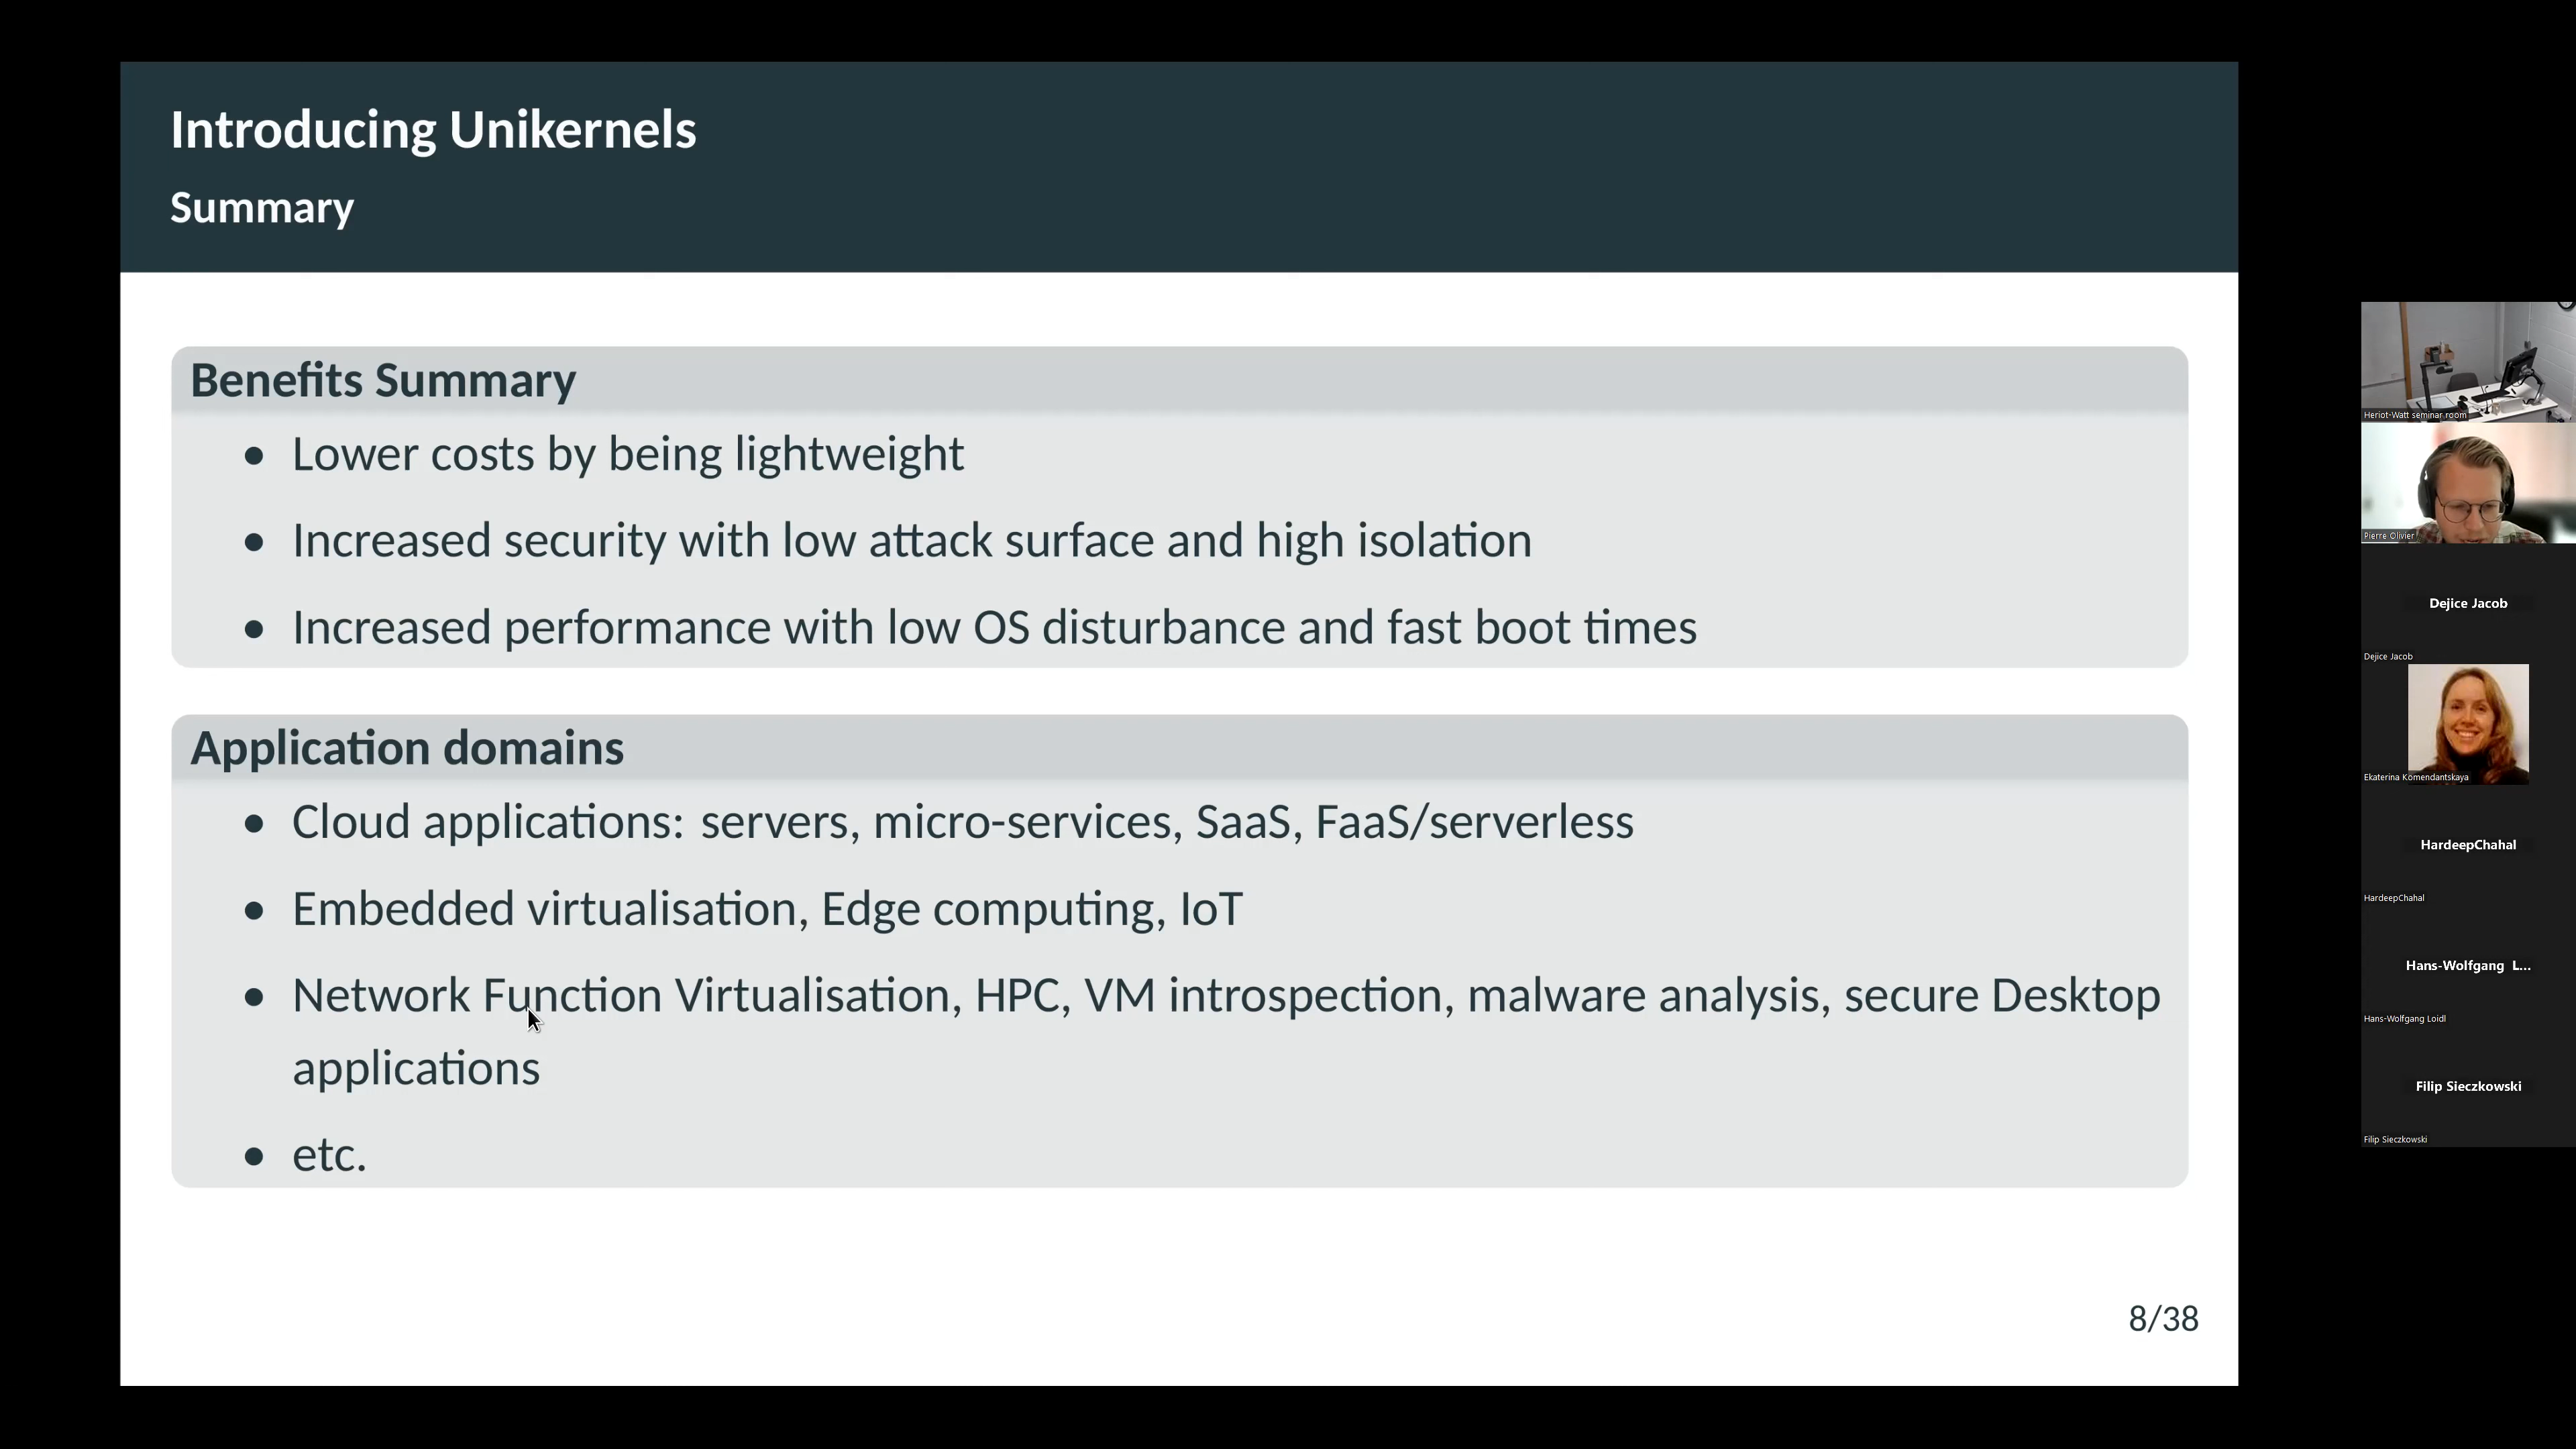 Introducing Unikernels
Summary
Benefits Summary
• Lower costs by being lightweight
• Increased security with low attack surface and high isolation
• Increased performance with low OS disturbance and fast boot times
Application domains
• Cloud applications: servers, micro-services, SaaS, FaaS/serverless
• Embedded virtualisation, Edge computing, IoT
• Network Function Virtualisation, HPC, VM introspection, malware analysis, secure Desktop
applications
• etc.
8/38
Heriot-Watt seminar room
Pierre Olivier
Dejice Jacob
Dejice Jacob
Ekaterina Komendantskaya
HardeepChahal
HardeepChahal
Hans-Wolfgang L...
Hans-Wolfgang Loidl
Filip Sieczkowski
Filip Sieczkowski